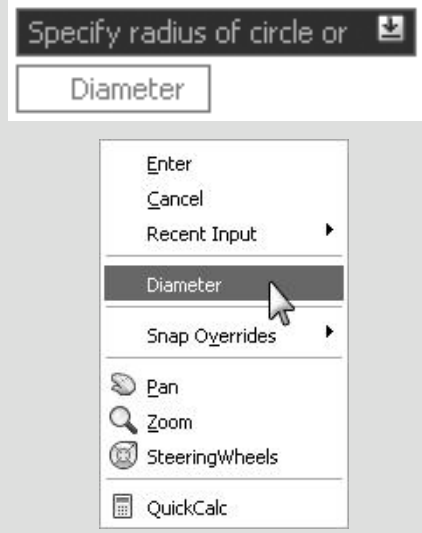 Specify radius of circle or
Diameter
Enter
Cancel
Recent Input
Diameter
Snap Overrides
Pan
Zoom
SteeringWheels
QuickCalc